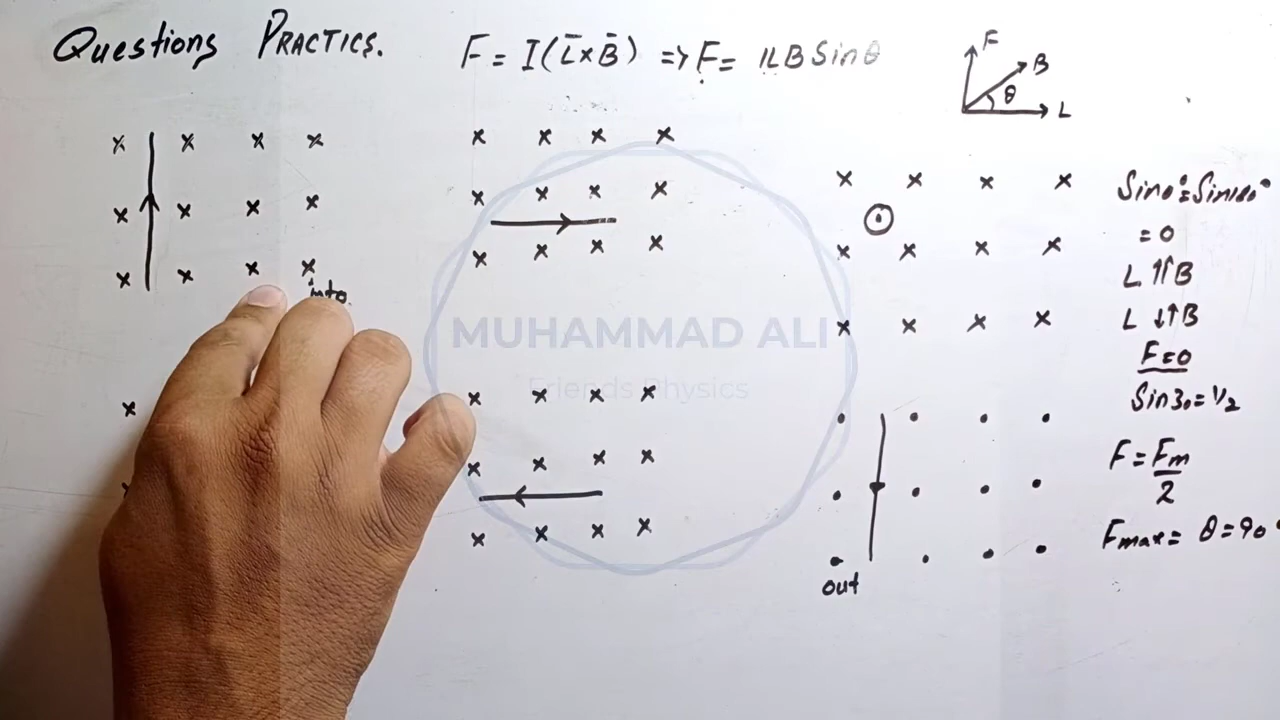 Questions PRACTICS.
F = I(L̄×B̄) => F = ILB Sinθ
F
B
θ
L
into
MUHAMMAD ALI
Friends Physics
out
Sin0°=Sin180°
= 0
L ↑↑ B
L ↓↑ B
F=0
Sin30=1/2
F = Fm/2
Fmax = θ=90°